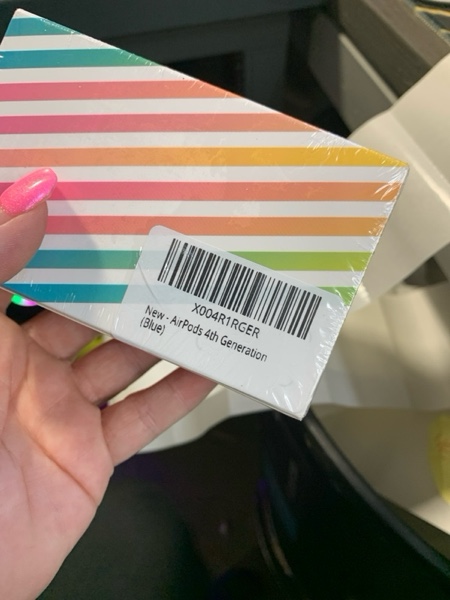 X004R1RGER
New - AirPods 4th Generation
(Blue)